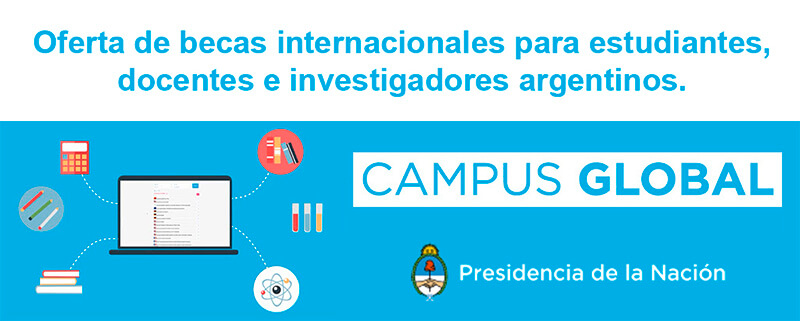 Oferta de becas internacionales para estudiantes,
docentes e investigadores argentinos.
CAMPUS GLOBAL
Presidencia de la Nación